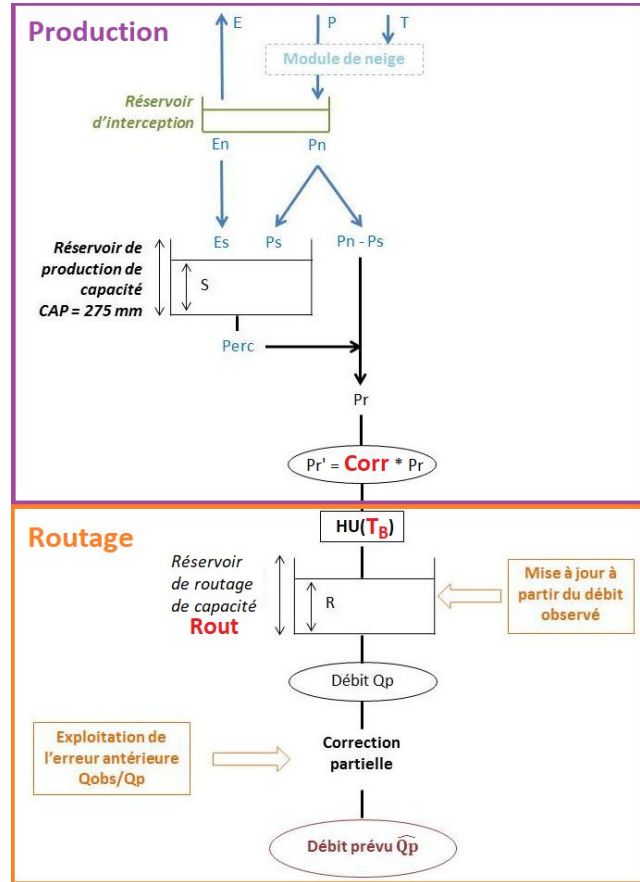 Production
E
P
T
Module de neige
Réservoir
d'interception
En
Pn
Es
Ps
Pn - Ps
Réservoir de
production de
capacité
CAP = 275 mm
S
Perc
Pr
Pr' = Corr * Pr
Routage
HU(TB)
Réservoir
de routage
de capacité
Rout
R
Mise à jour à
partir du débit
observé
Débit Qp
Exploitation de
l'erreur antérieure
Qobs/Qp
Correction
partielle
Débit prévu Q̂p